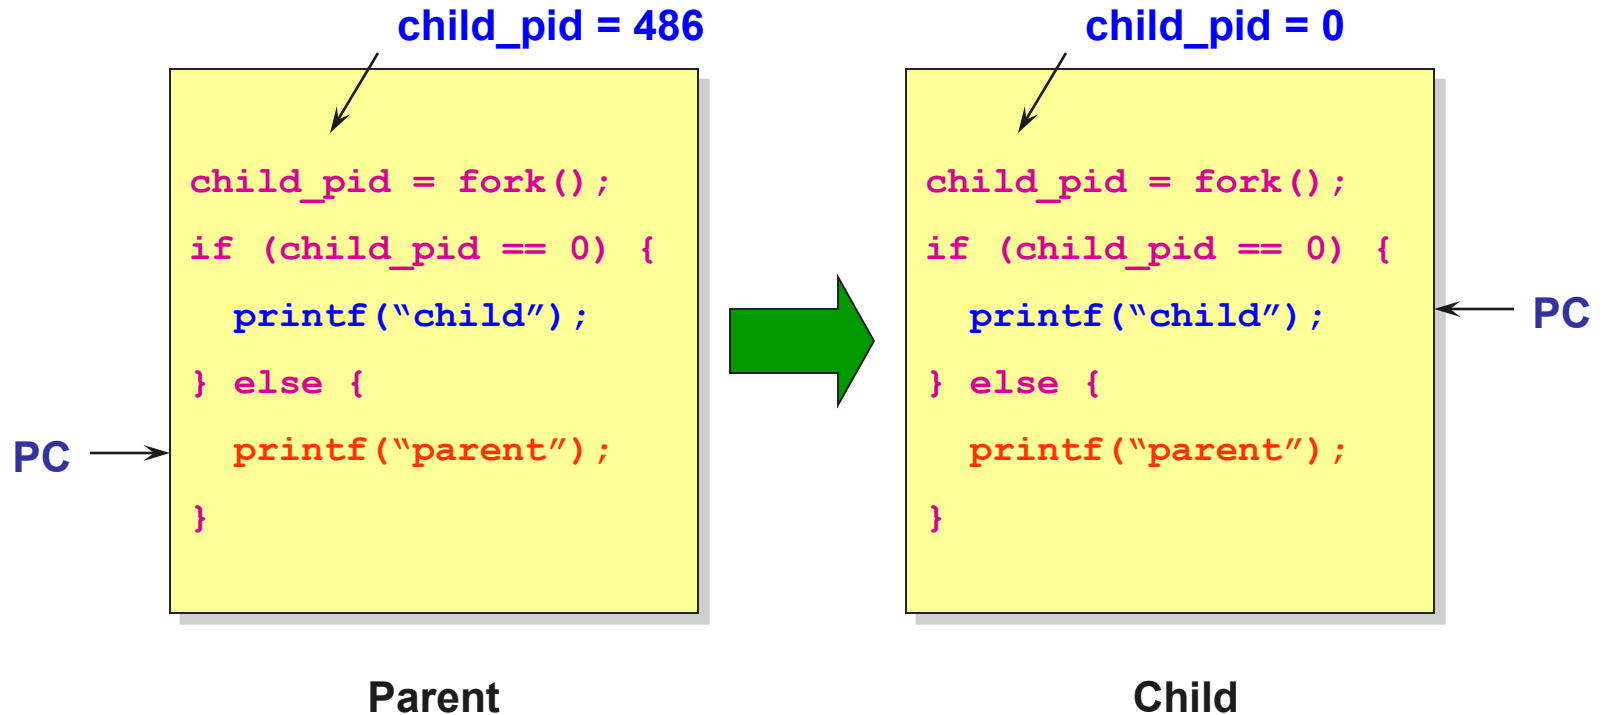 child_pid = 486
child_pid = fork();
if (child_pid == 0) {
printf(“child”);
} else {
PC
printf(“parent”);
}
Parent
child_pid = 0
child_pid = fork();
if (child_pid == 0) {
printf(“child”);
PC
} else {
printf(“parent”);
}
Child